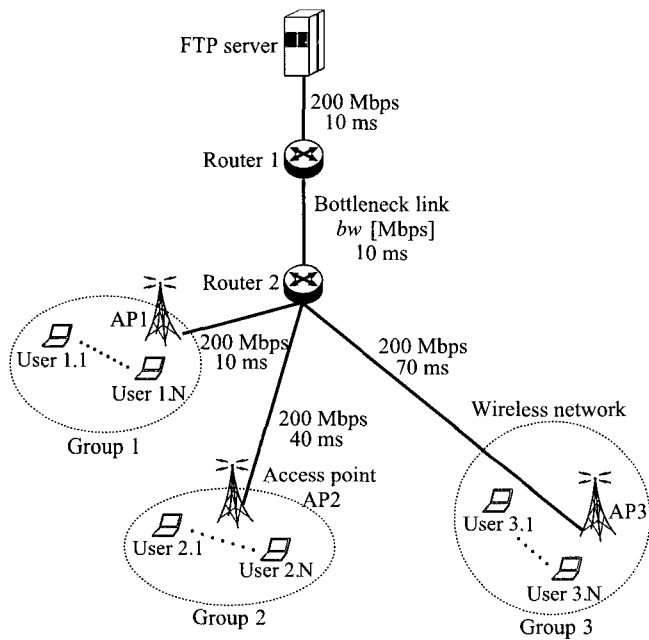 FTP server
200 Mbps
10 ms
Router 1
Bottleneck link
bw [Mbps]
10 ms
Router 2
AP1
200 Mbps
10 ms
200 Mbps
70 ms
User 1.1
User 1.N
Group 1
200 Mbps
40 ms
Wireless network
Access point
AP2
User 2.1
User 2.N
Group 2
AP3
User 3.1
User 3.N
Group 3